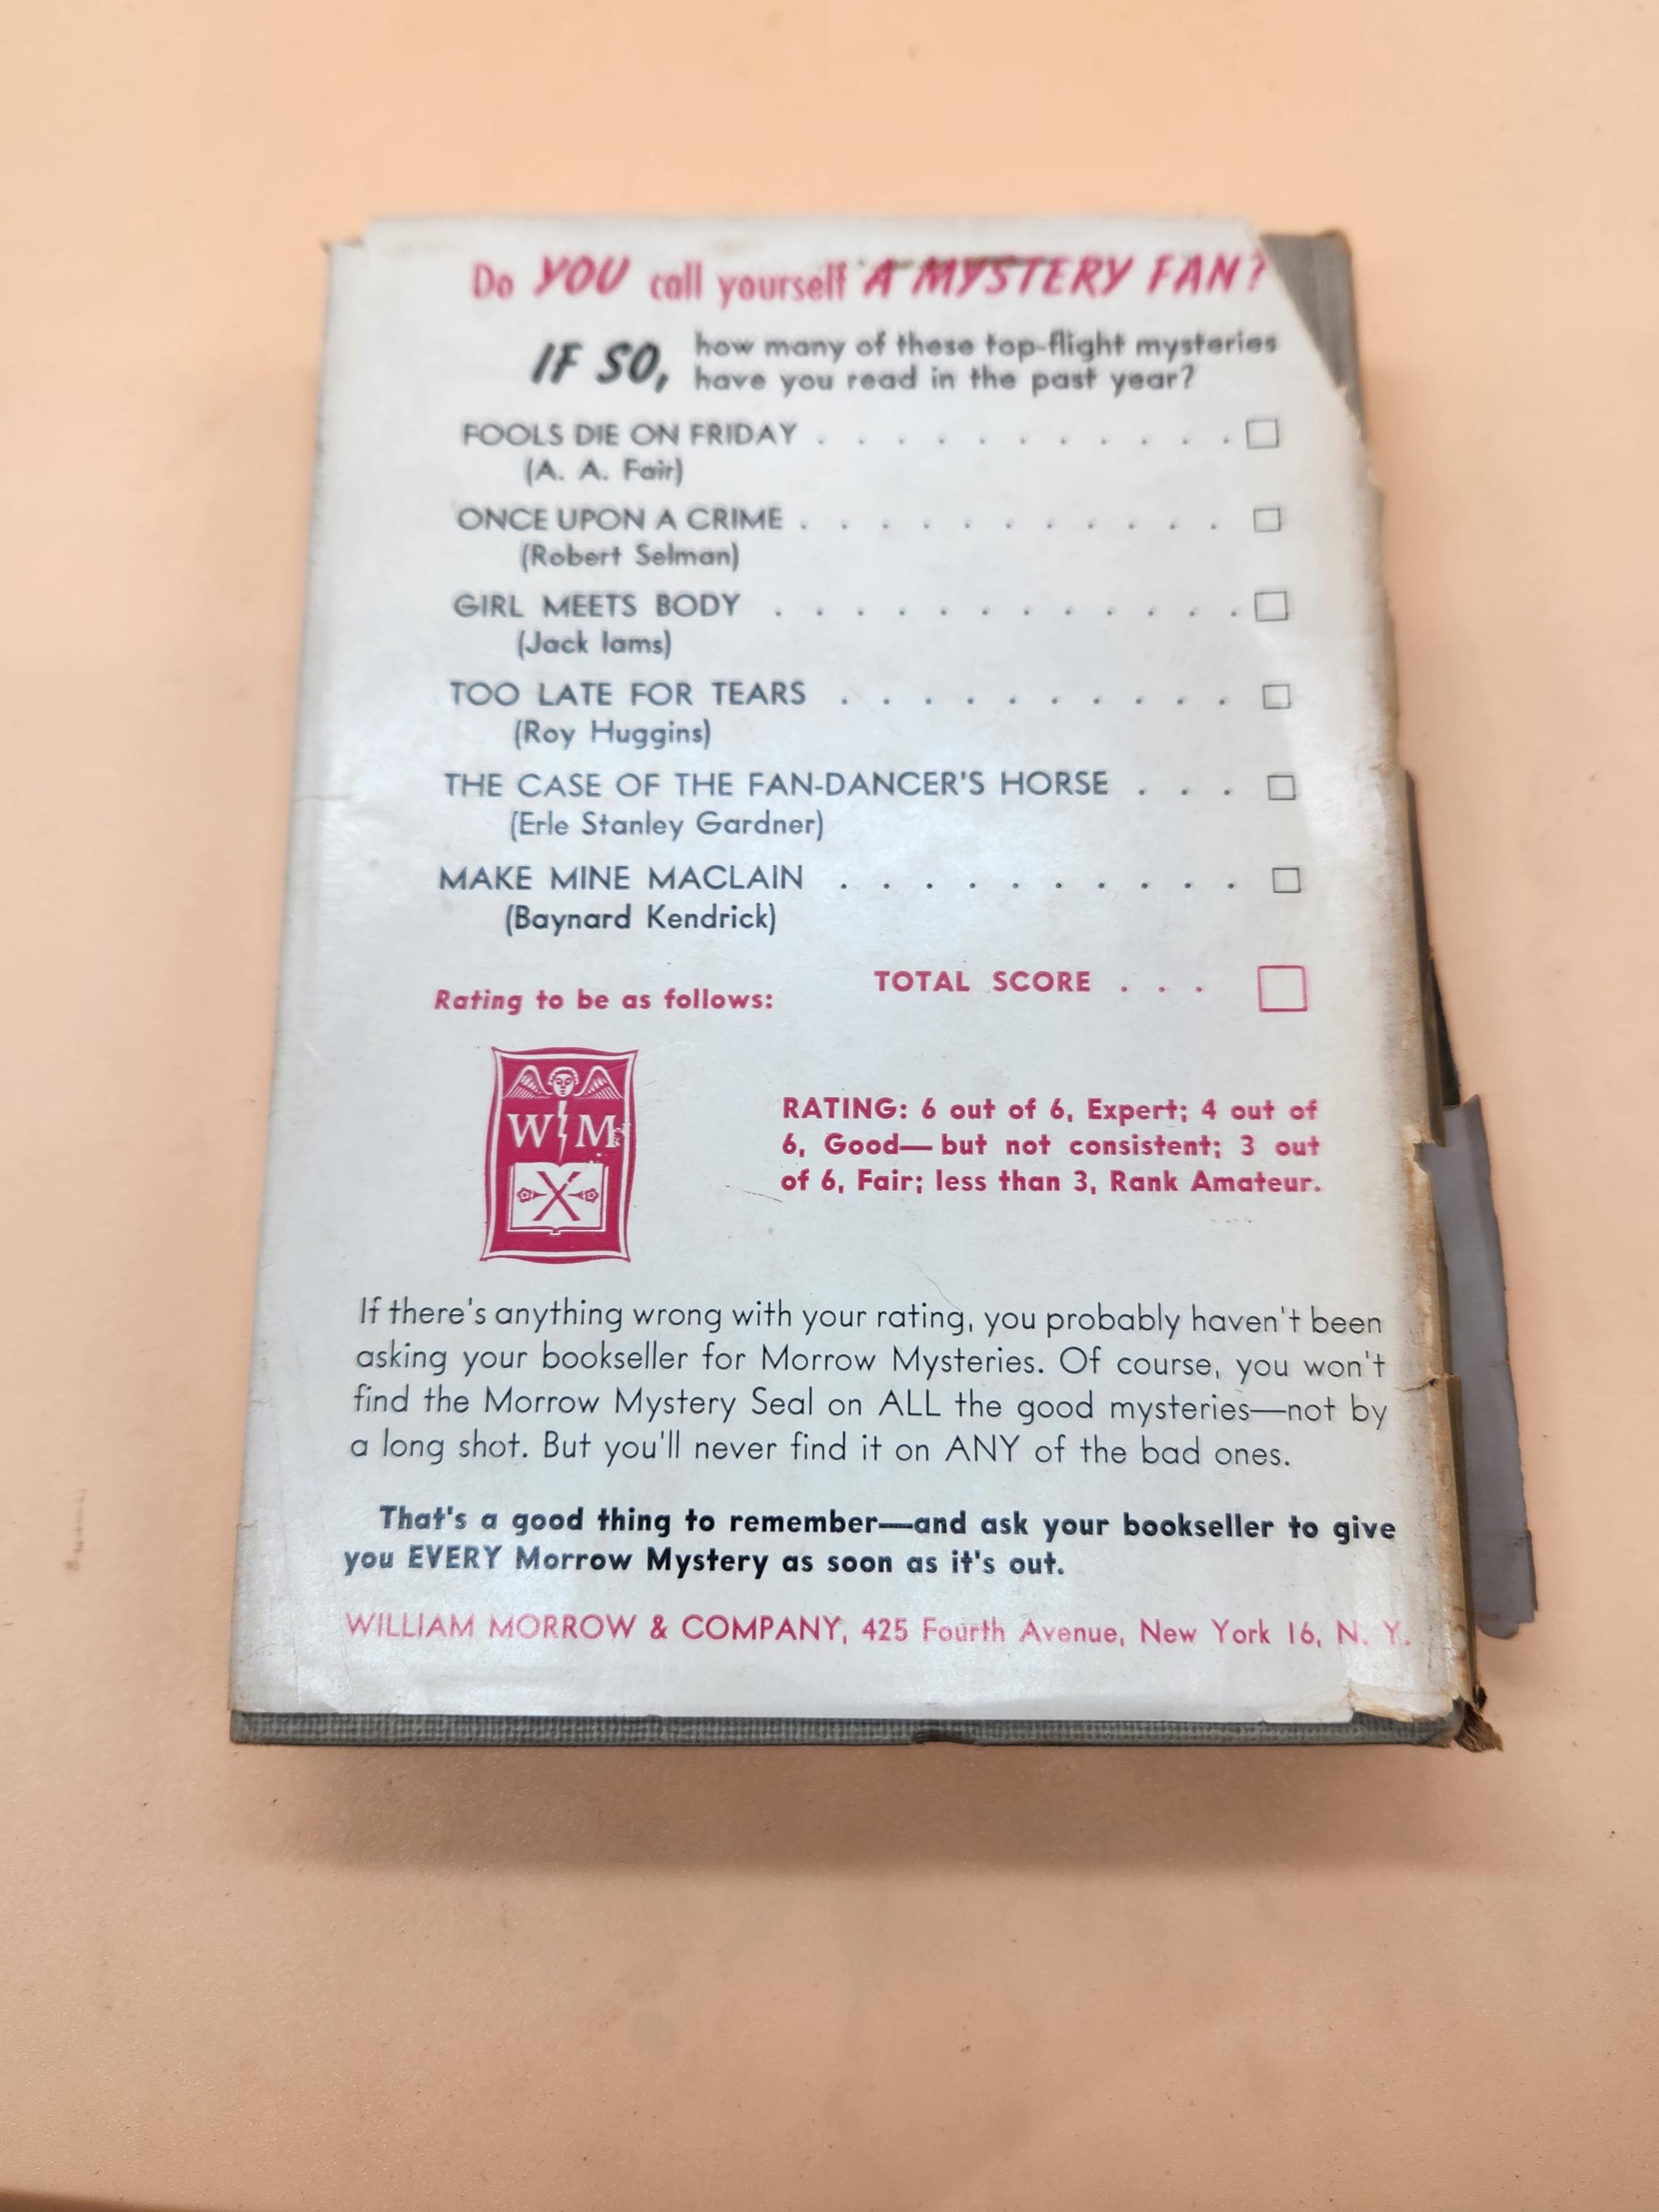 Do YOU call yourself A MYSTERY FAN?
IF SO, how many of these top-flight mysteries
have you read in the past year?
FOOLS DIE ON FRIDAY . . . . . . . . . . .
(A. A. Fair)
ONCE UPON A CRIME . . . . . . . . . . .
(Robert Selman)
GIRL MEETS BODY . . . . . . . . . . . .
(Jack Iams)
TOO LATE FOR TEARS . . . . . . . . . .
(Roy Huggins)
THE CASE OF THE FAN-DANCER'S HORSE . . .
(Erle Stanley Gardner)
MAKE MINE MACLAIN . . . . . . . . . .
(Baynard Kendrick)
TOTAL SCORE . . .
Rating to be as follows:
W M
X
RATING: 6 out of 6, Expert; 4 out of
6, Good—but not consistent; 3 out
of 6, Fair; less than 3, Rank Amateur.
If there's anything wrong with your rating, you probably haven't been
asking your bookseller for Morrow Mysteries. Of course, you won't
find the Morrow Mystery Seal on ALL the good mysteries—not by
a long shot. But you'll never find it on ANY of the bad ones.
That's a good thing to remember—and ask your bookseller to give
you EVERY Morrow Mystery as soon as it's out.
WILLIAM MORROW & COMPANY, 425 Fourth Avenue, New York 16, N. Y.